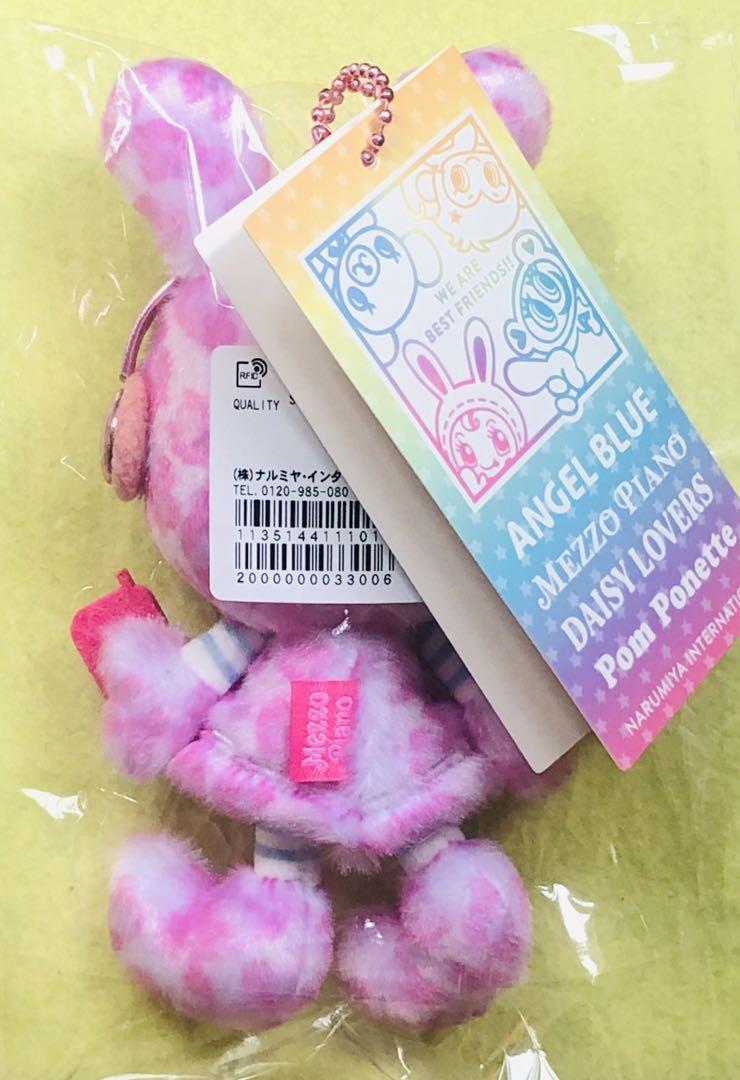 WE ARE
BEST FRIENDS!!
ANGEL BLUE
MEZZO PIANO
DAISY LOVERS
Pom Ponette
NARUMIYA
RFID
QUALITY
(株)ナルミヤ・インタ
TEL. 0120-985-080
11351441110
2000000033006
Mezzo
Piano